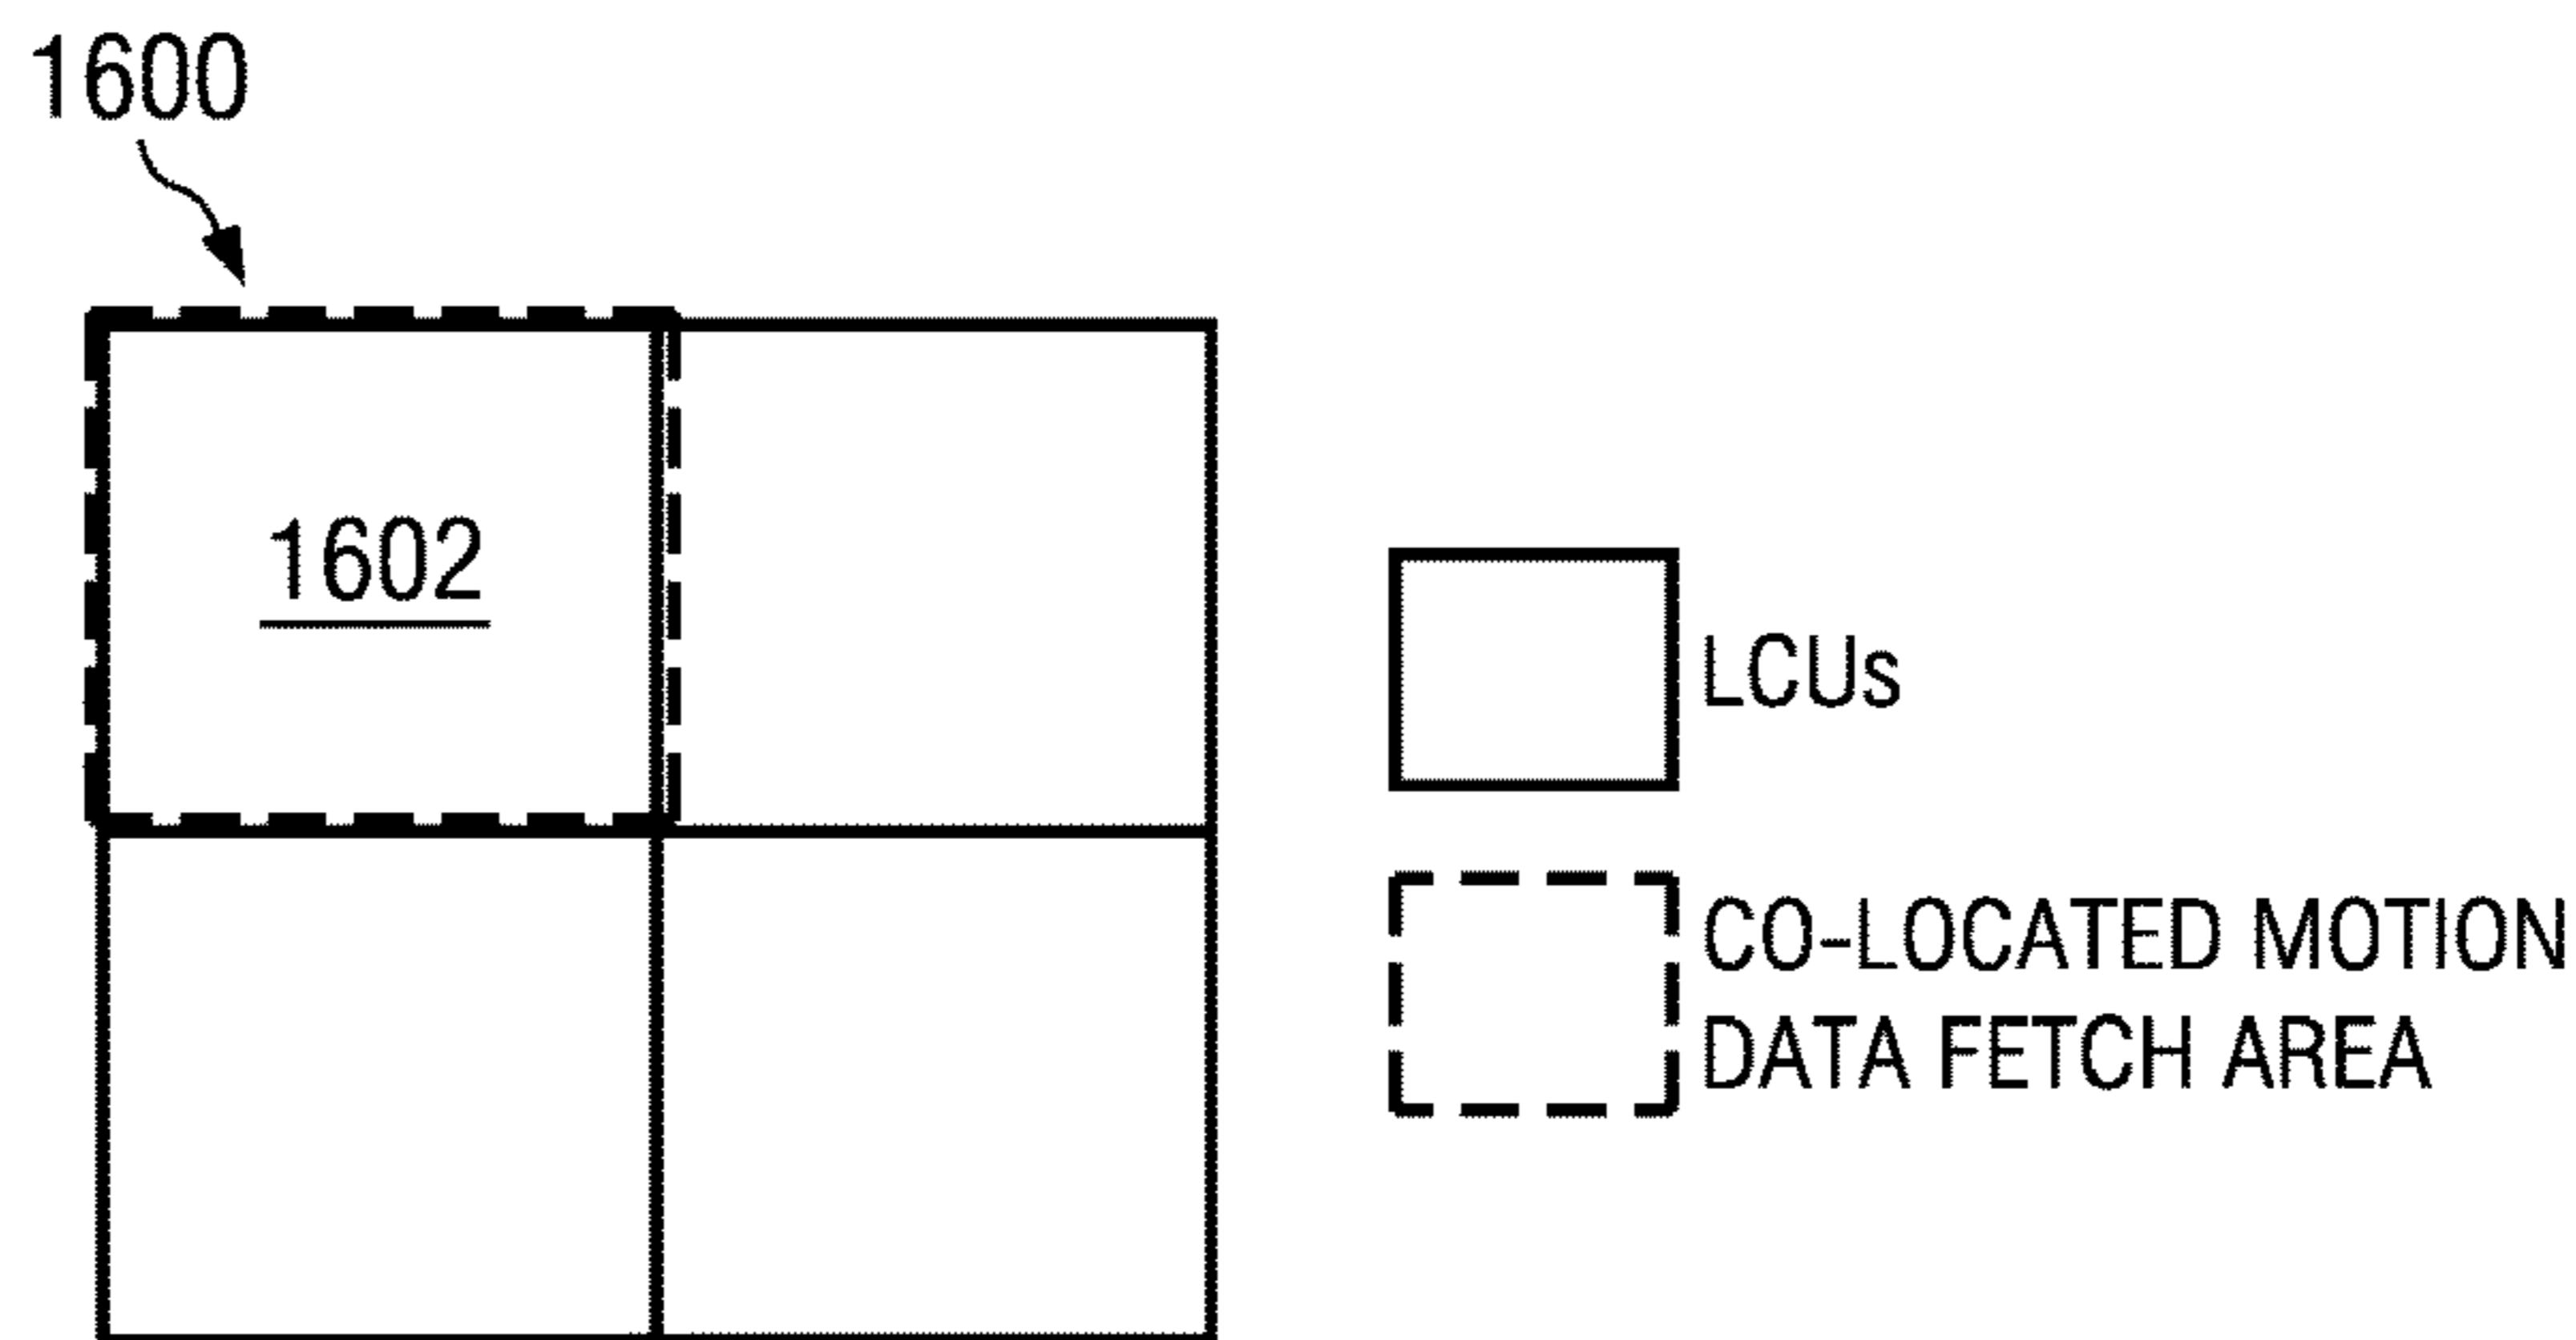 1600
1602
LCUs
CO-LOCATED MOTION
DATA FETCH AREA